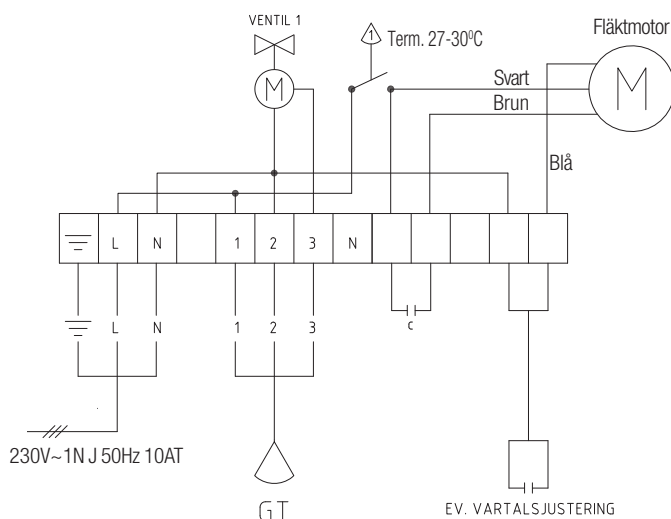 VENTIL 1
1 Term. 27-30⁰C
Fläktmotor
M
M
Svart
Brun
Blå
L N 1 2 3 N
L N 1 2 3
c
230V~1N J 50Hz 10AT
GT
EV. VARTALSJUSTERING